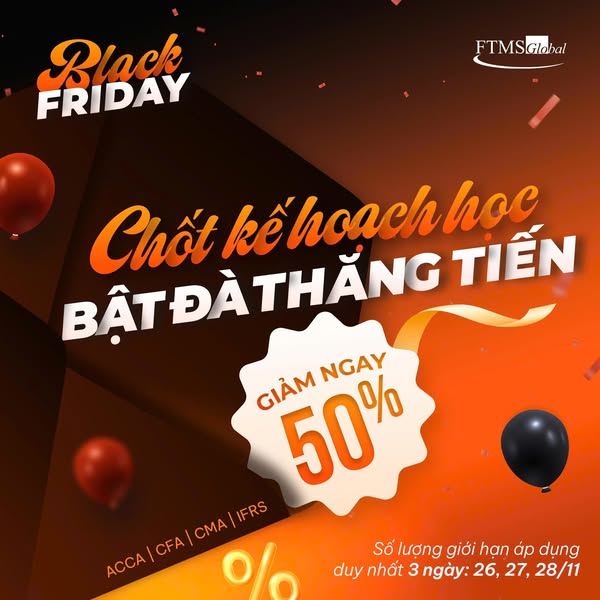 Black
FRIDAY
FTMSGlobal
Chốt kế hoạch học
BẬT ĐÀ THĂNG TIẾN
GIẢM NGAY
50%
ACCA | CFA | CMA | IFRS
%
Số lượng giới hạn áp dụng
duy nhất 3 ngày: 26, 27, 28/11